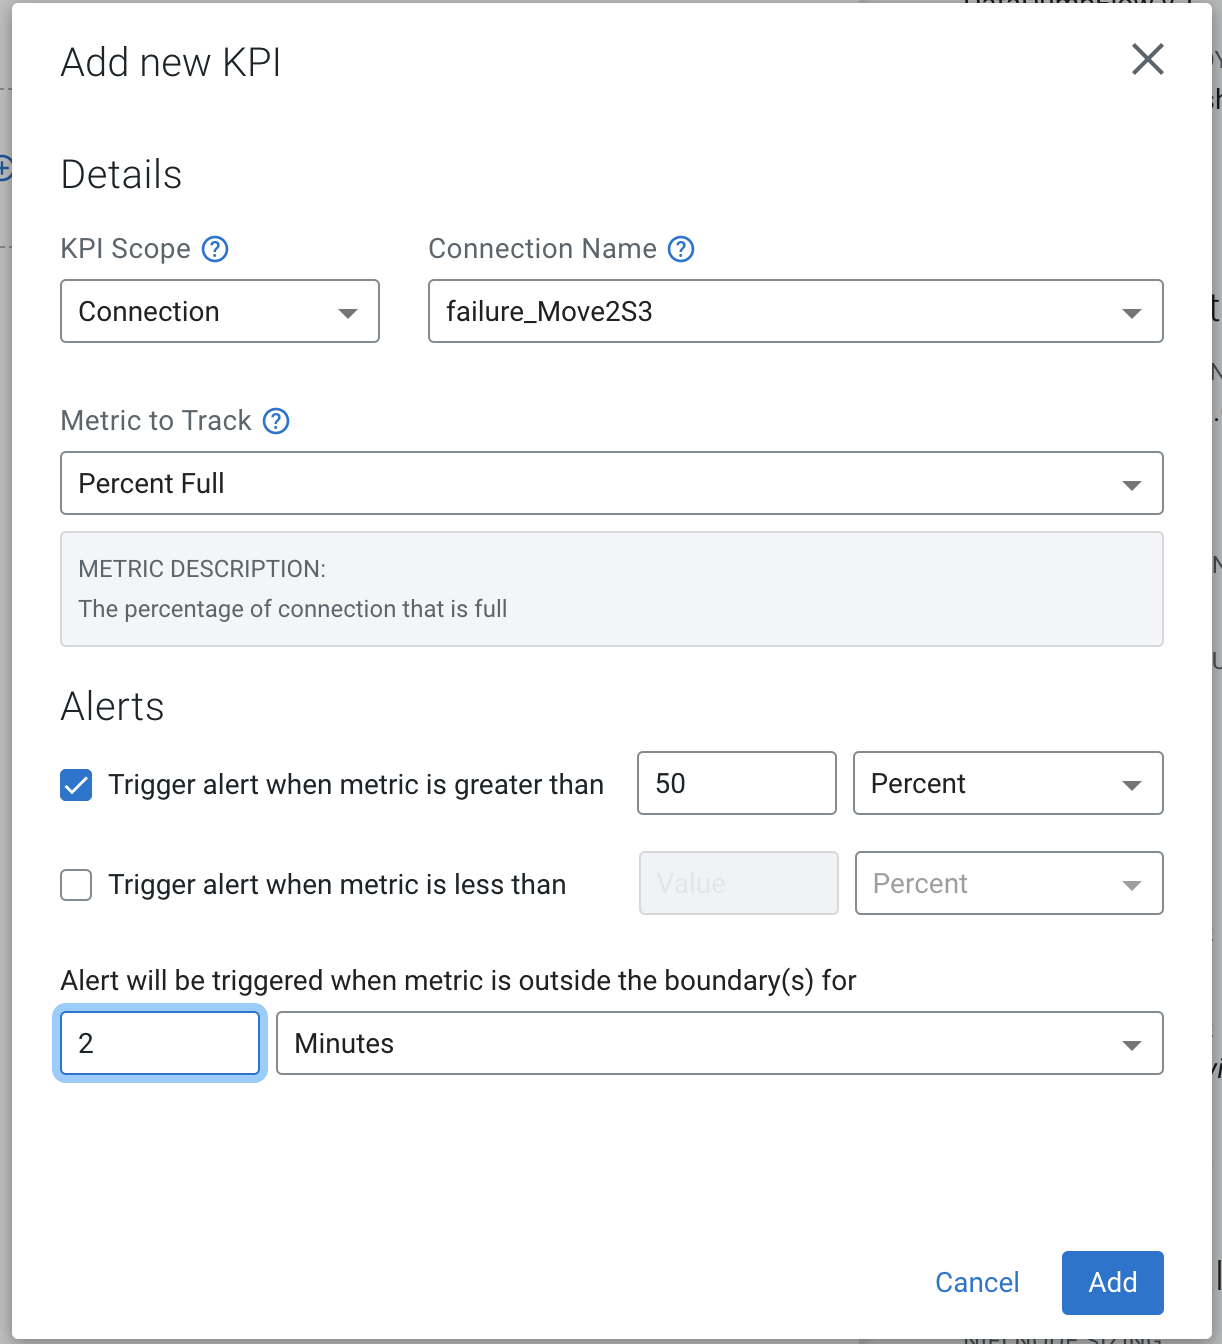 Add new KPI
Details
KPI Scope
Connection Name
Connection
failure_Move2S3
Metric to Track
Percent Full
METRIC DESCRIPTION:
The percentage of connection that is full
Alerts
Trigger alert when metric is greater than 50 Percent
Trigger alert when metric is less than Value Percent
Alert will be triggered when metric is outside the boundary(s) for
2 Minutes
Cancel Add